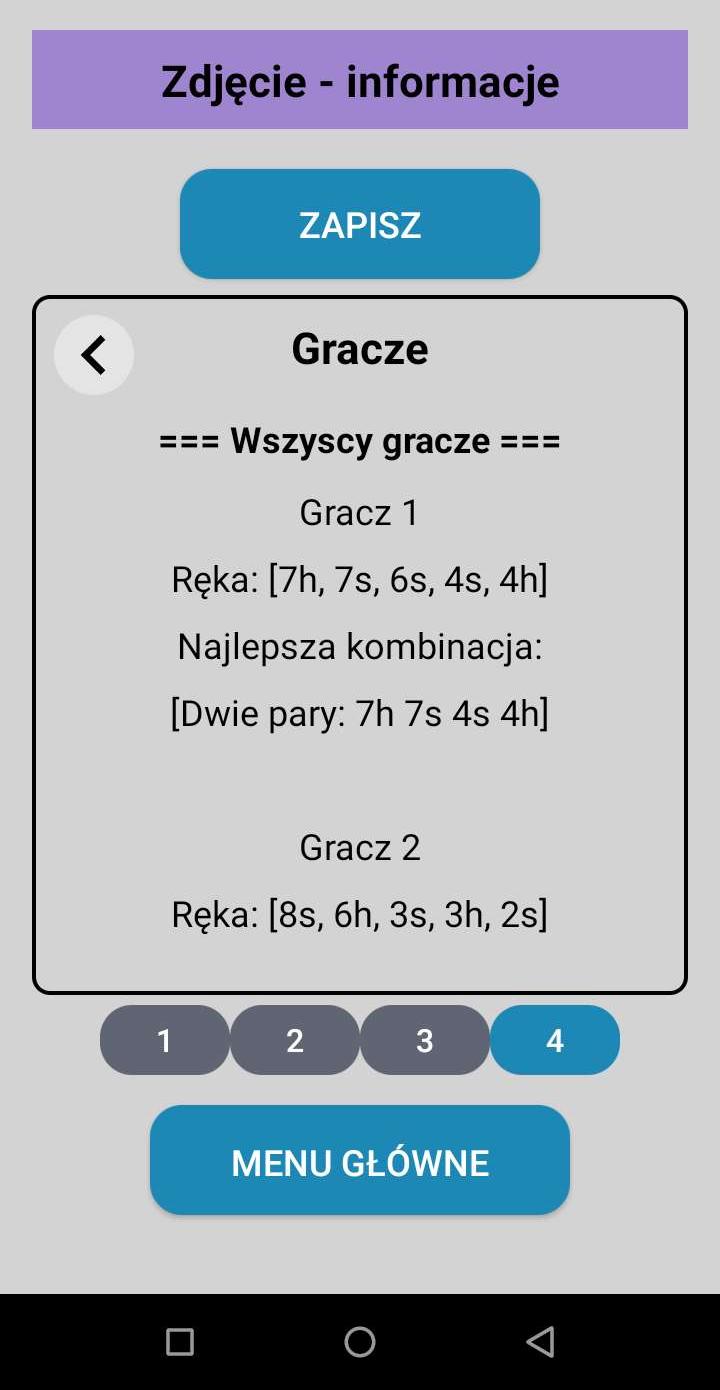 Zdjęcie - informacje
ZAPISZ
Gracze
=== Wszyscy gracze ===
Gracz 1
Ręka: [7h, 7s, 6s, 4s, 4h]
Najlepsza kombinacja:
[Dwie pary: 7h 7s 4s 4h]
Gracz 2
Ręka: [8s, 6h, 3s, 3h, 2s]
1 2 3 4
MENU GŁÓWNE